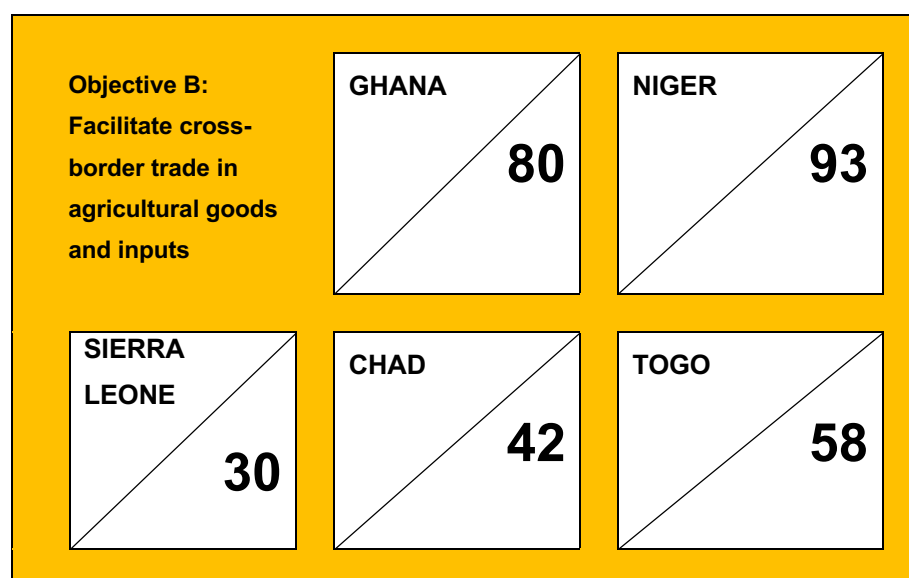 Objective B:
Facilitate cross-
border trade in
agricultural goods
and inputs
GHANA
80
NIGER
93
SIERRA
LEONE
30
CHAD
42
TOGO
58